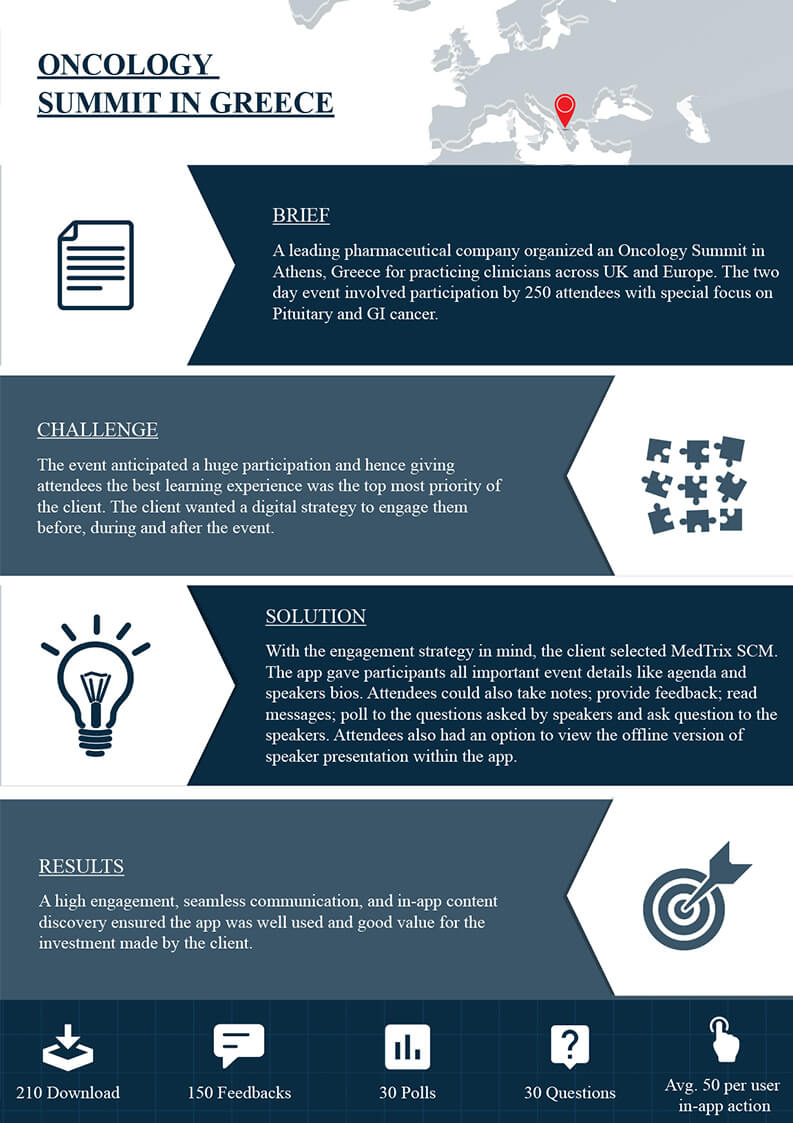 ONCOLOGY
SUMMIT IN GREECE
BRIEF
A leading pharmaceutical company organized an Oncology Summit in
Athens, Greece for practicing clinicians across UK and Europe. The two
day event involved participation by 250 attendees with special focus on
Pituitary and GI cancer.
CHALLENGE
The event anticipated a huge participation and hence giving
attendees the best learning experience was the top most priority of
the client. The client wanted a digital strategy to engage them
before, during and after the event.
SOLUTION
With the engagement strategy in mind, the client selected MedTrix SCM.
The app gave participants all important event details like agenda and
speakers bios. Attendees could also take notes; provide feedback; read
messages; poll to the questions asked by speakers and ask question to the
speakers. Attendees also had an option to view the offline version of
speaker presentation within the app.
RESULTS
A high engagement, seamless communication, and in-app content
discovery ensured the app was well used and good value for the
investment made by the client.
210 Download
150 Feedbacks
30 Polls
30 Questions
Avg. 50 per user
in-app action